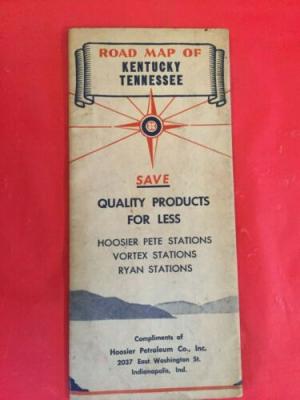 ROAD MAP OF
KENTUCKY
TENNESSEE
SAVE
QUALITY PRODUCTS
FOR LESS
HOOSIER PETE STATIONS
VORTEX STATIONS
RYAN STATIONS
Compliments of
Hoosier Petroleum Co., Inc.
2037 East Washington St.
Indianapolis, Ind.